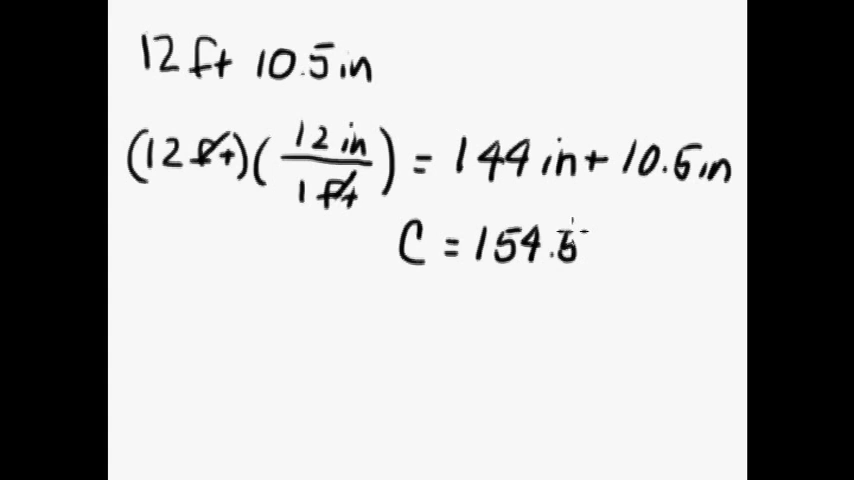 12 ft 10.5 in
(12 ft)(12 in / 1 ft) = 144 in + 10.5 in
C = 154.5